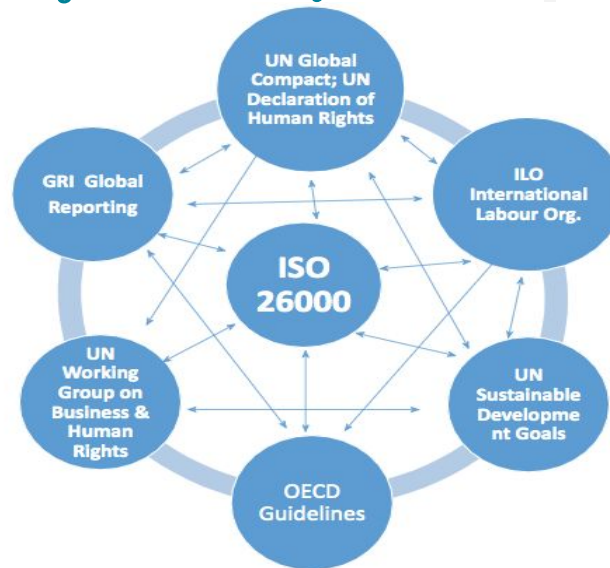 UN Global
Compact; UN
Declaration of
Human Rights
GRI Global
Reporting
ILO
International
Labour Org.
ISO
26000
UN
Working
Group on
Business &
Human
Rights
UN
Sustainable
Developme
nt Goals
OECD
Guidelines